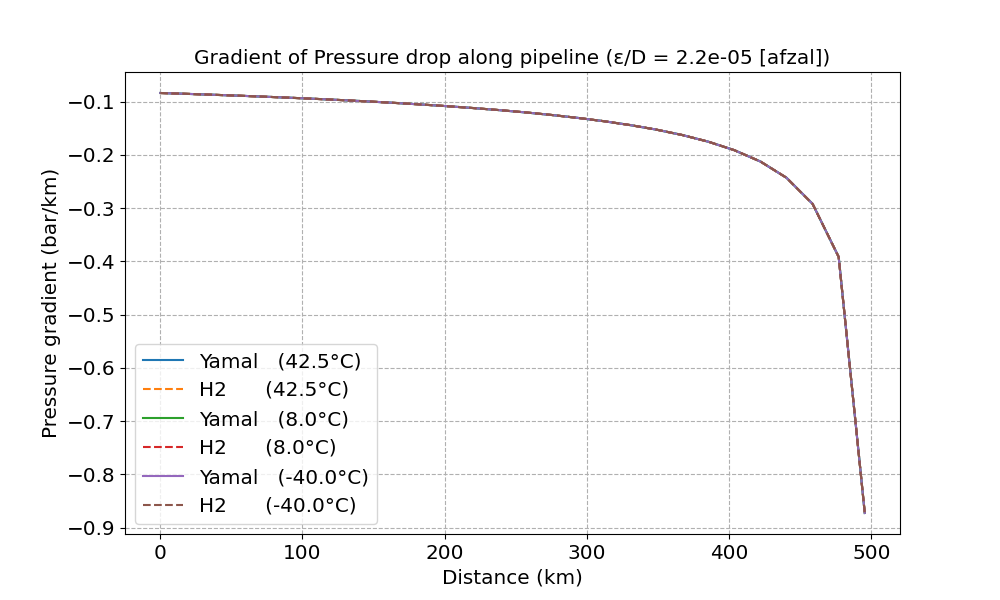 Gradient of Pressure drop along pipeline (ε/D = 2.2e-05 [afzal])
Pressure gradient (bar/km)
−0.1
−0.2
−0.3
−0.4
−0.5
−0.6
−0.7
−0.8
−0.9
Yamal (42.5°C)
H2 (42.5°C)
Yamal (8.0°C)
H2 (8.0°C)
Yamal (-40.0°C)
H2 (-40.0°C)
0 100 200 300 400 500
Distance (km)